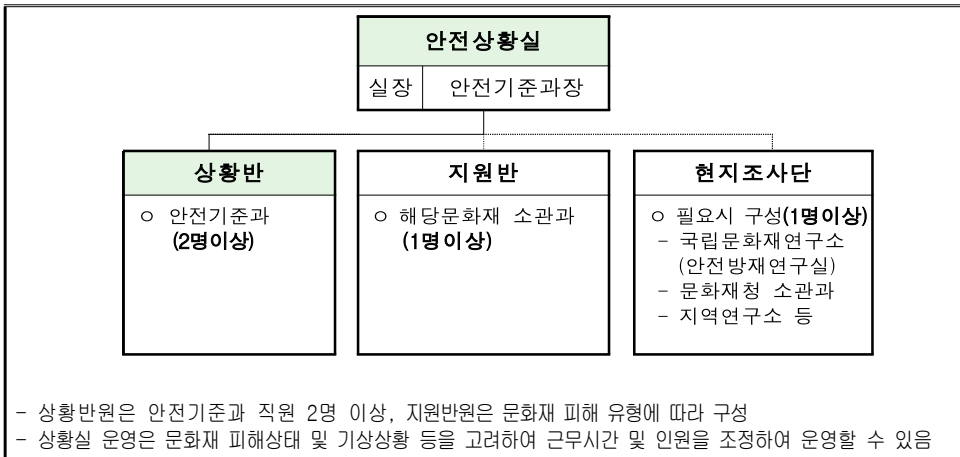 안전상황실
실장 안전기준과장
상황반
ㅇ 안전기준과
(2명이상)
지원반
ㅇ 해당문화재 소관과
(1명이상)
현지조사단
ㅇ 필요시 구성(1명이상)
- 국립문화재연구소
(안전방재연구실)
- 문화재청 소관과
- 지역연구소 등
- 상황반원은 안전기준과 직원 2명 이상, 지원반원은 문화재 피해 유형에 따라 구성
- 상황실 운영은 문화재 피해상태 및 기상상황 등을 고려하여 근무시간 및 인원을 조정하여 운영할 수 있음